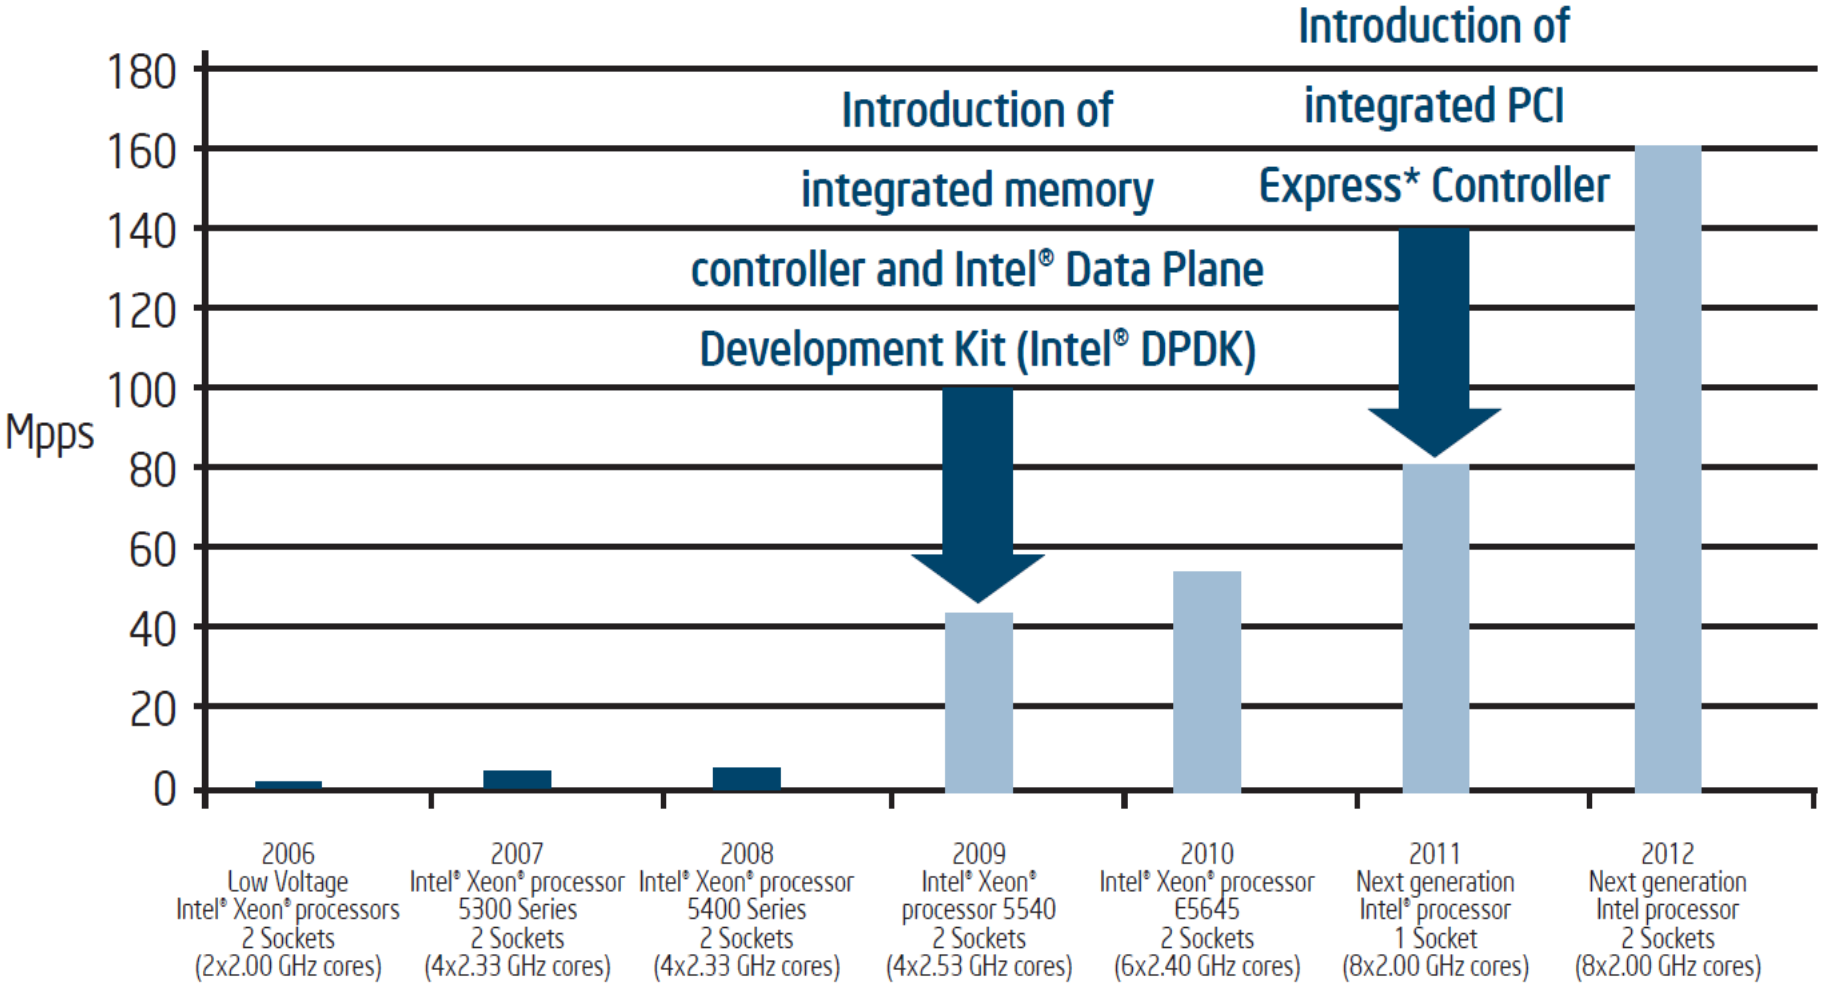 Introduction of
integrated PCI
Express* Controller
Introduction of
integrated memory
controller and Intel® Data Plane
Development Kit (Intel® DPDK)
180
160
140
120
100
80
60
40
20
0
Mpps
2006
Low Voltage
Intel® Xeon® processors
2 Sockets
(2x2.00 GHz cores)
2007
Intel® Xeon® processor
5300 Series
2 Sockets
(4x2.33 GHz cores)
2008
Intel® Xeon® processor
5400 Series
2 Sockets
(4x2.33 GHz cores)
2009
Intel® Xeon®
processor 5540
2 Sockets
(4x2.53 GHz cores)
2010
Intel® Xeon® processor
E5645
2 Sockets
(6x2.40 GHz cores)
2011
Next generation
Intel® processor
1 Socket
(8x2.00 GHz cores)
2012
Next generation
Intel processor
2 Sockets
(8x2.00 GHz cores)